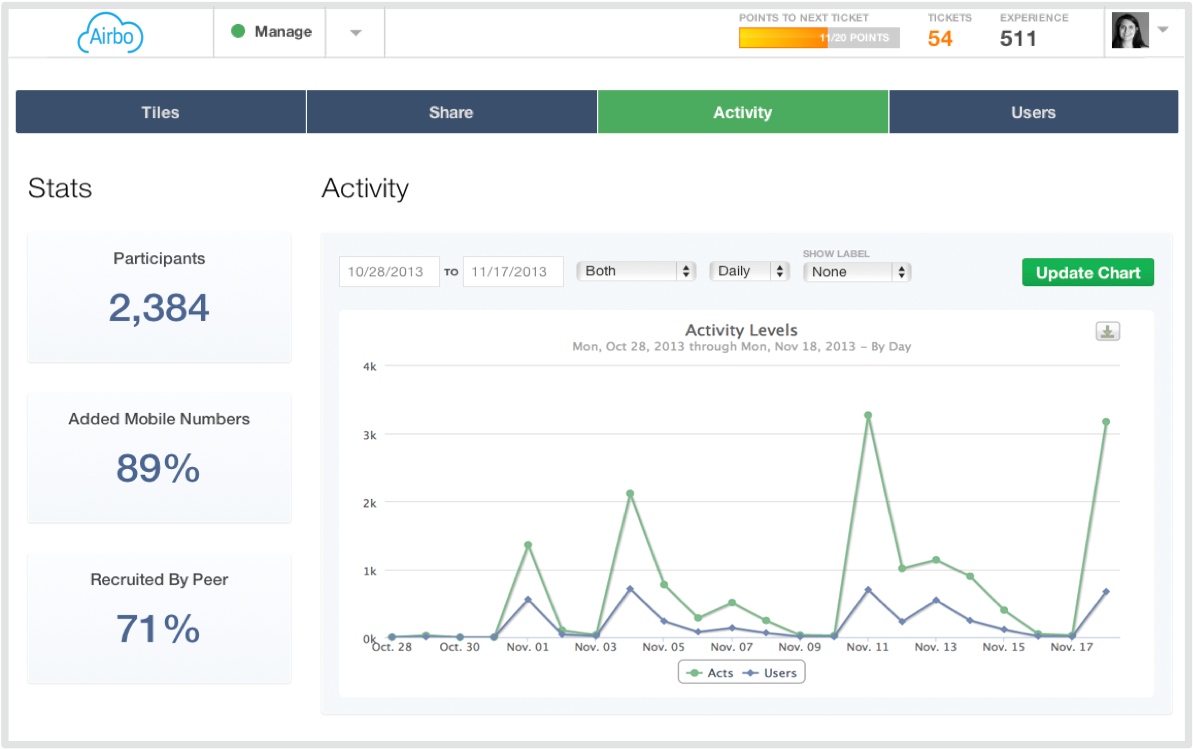 Airbo
Manage
POINTS TO NEXT TICKET
11/20 POINTS
TICKETS
54
EXPERIENCE
511
Tiles
Share
Activity
Users
Stats
Participants
2,384
Added Mobile Numbers
89%
Recruited By Peer
71%
Activity
10/28/2013 TO 11/17/2013
Both
Daily
SHOW LABEL
None
Update Chart
Activity Levels
Mon, Oct 28, 2013 through Mon, Nov 18, 2013 – By Day
4k
3k
2k
1k
0k
Oct. 28 Oct. 30 Nov. 01 Nov. 03 Nov. 05 Nov. 07 Nov. 09 Nov. 11 Nov. 13 Nov. 15 Nov. 17
Acts Users